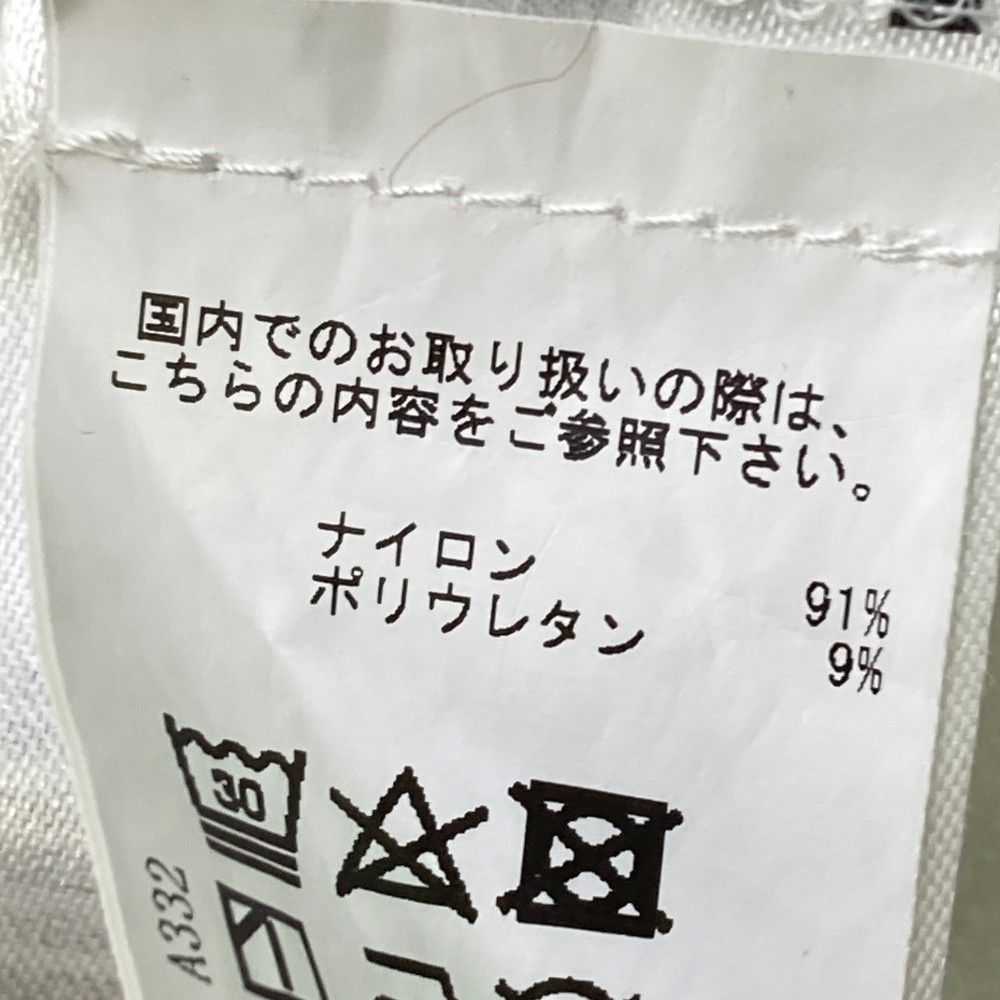 国内でのお取り扱いの際は、
こちらの内容をご参照下さい。
ナイロン 91%
ポリウレタン 9%
30
A332